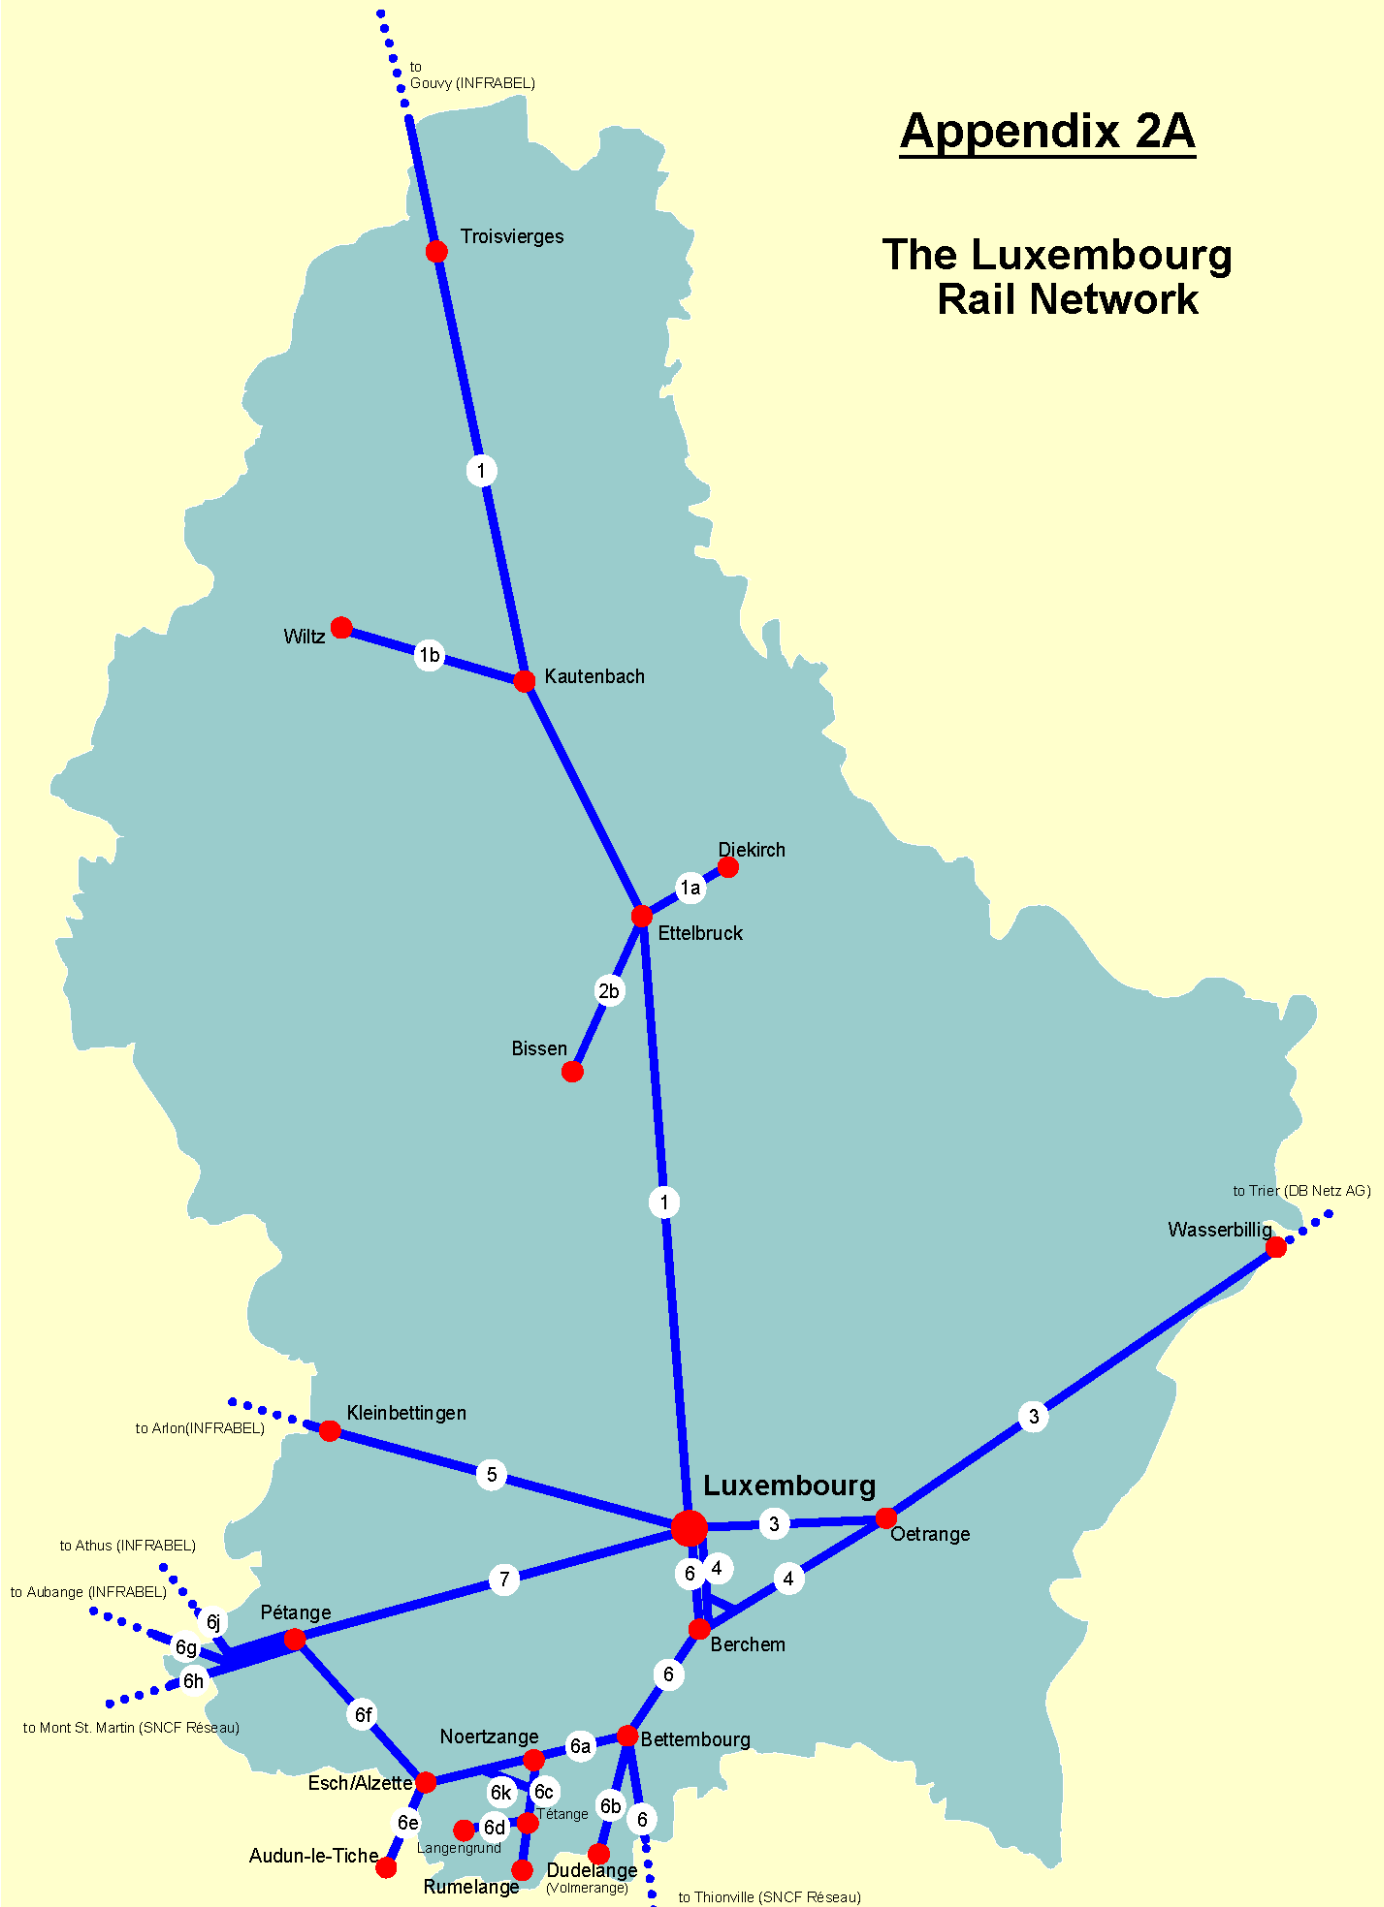 to
Gouvy (INFRABEL)
Appendix 2A
The Luxembourg
Rail Network
Troisvierges
1
Wiltz
1b
Kautenbach
Diekirch
1a
Ettelbruck
2b
Bissen
1
to Trier (DB Netz AG)
Wasserbillig
Kleinbettingen
to Arlon(INFRABEL)
3
5
Luxembourg
3
Oetrange
to Athus (INFRABEL)
to Aubange (INFRABEL)
7
6
4
4
Pétange
6j
6g
6h
Berchem
to Mont St. Martin (SNCF Réseau)
6f
6
Noertzange
6a
Bettembourg
Esch/Alzette
6k
6c
6b
6
6e
6d
Tétange
Langengrund
Audun-le-Tiche
Rumelange
Dudelange
(Volmerange)
to Thionville (SNCF Réseau)